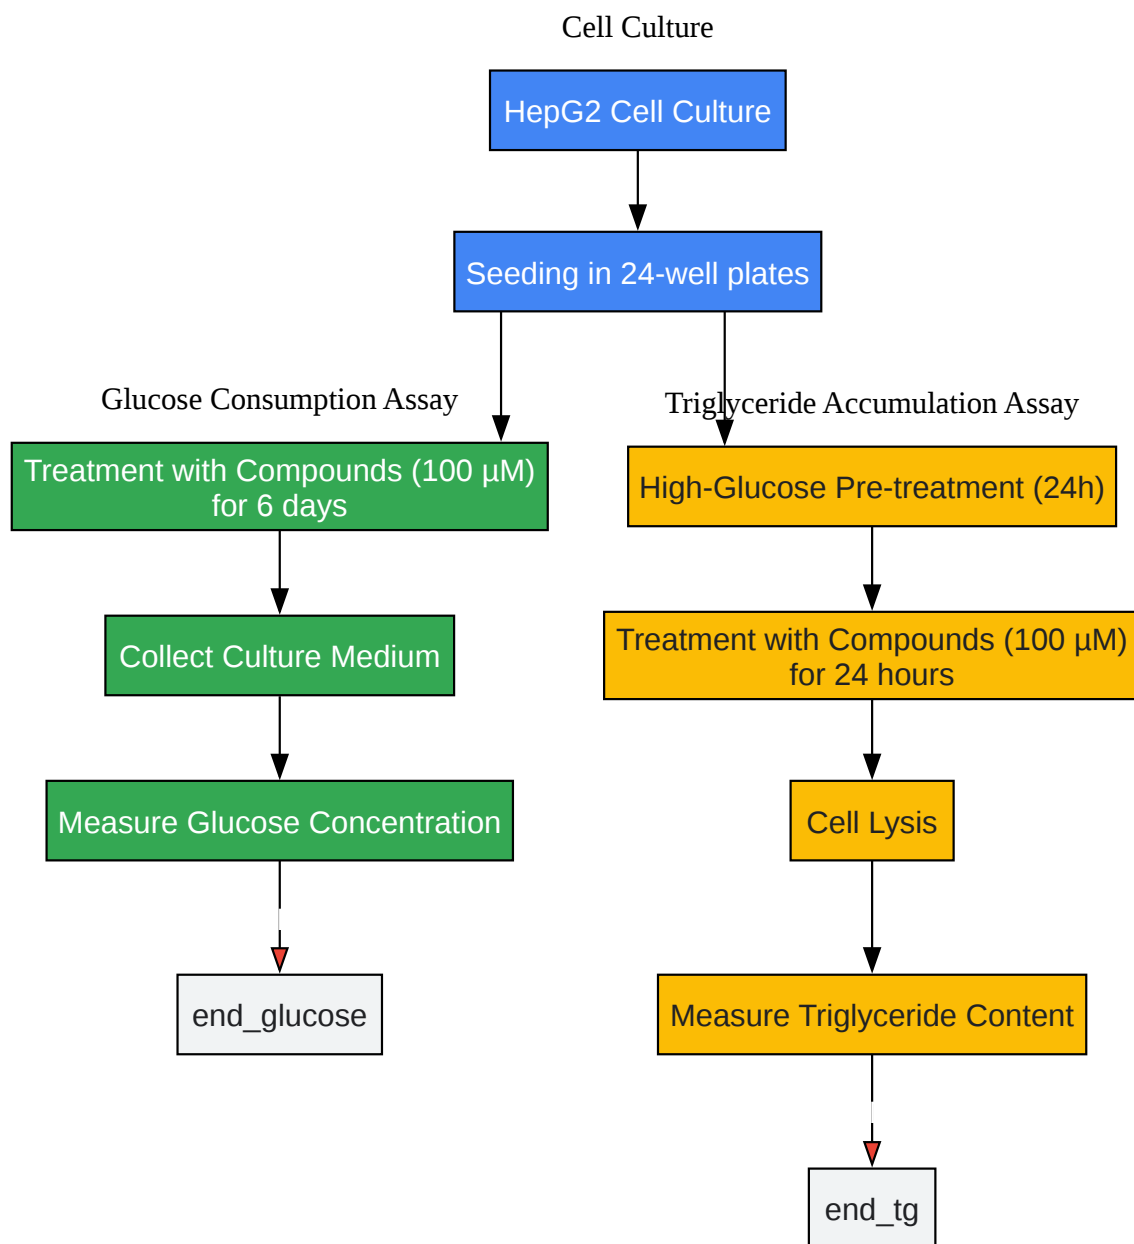 Cell Culture
HepG2 Cell Culture
Seeding in 24-well plates
Glucose Consumption Assay
Treatment with Compounds (100 µM)
for 6 days
Collect Culture Medium
Measure Glucose Concentration
end_glucose
Triglyceride Accumulation Assay
High-Glucose Pre-treatment (24h)
Treatment with Compounds (100 µM)
for 24 hours
Cell Lysis
Measure Triglyceride Content
end_tg